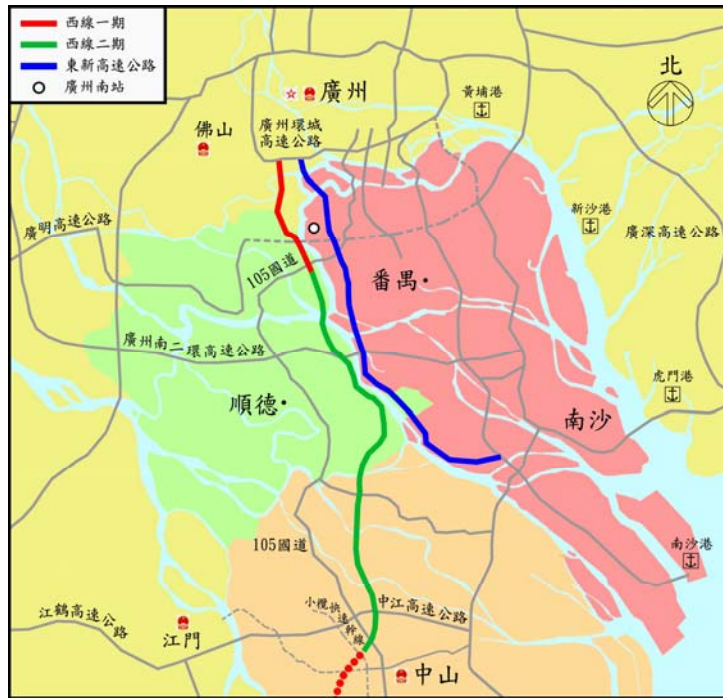 西線一期
西線二期
東新高速公路
廣州南站
北
廣州
黃埔港
佛山
廣州環城
高速公路
新沙港
廣明高速公路
廣深高速公路
105國道
番禺
廣州南二環高速公路
虎門港
順德
南沙
105國道
南沙港
小欖快速幹線
中江高速公路
江鶴高速公路
江門
中山